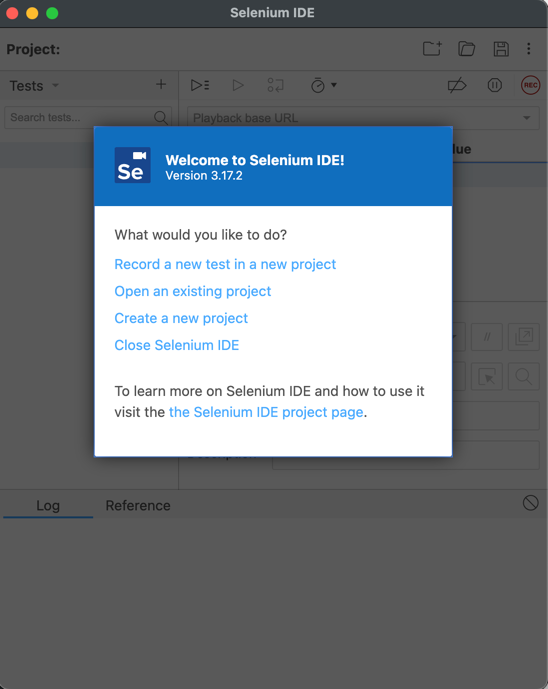 Selenium IDE
Project:
Tests
Search tests...
REC
Playback base URL
lue
Se
Welcome to Selenium IDE!
Version 3.17.2
What would you like to do?
Record a new test in a new project
Open an existing project
Create a new project
Close Selenium IDE
To learn more on Selenium IDE and how to use it
visit the the Selenium IDE project page.
//
Log Reference